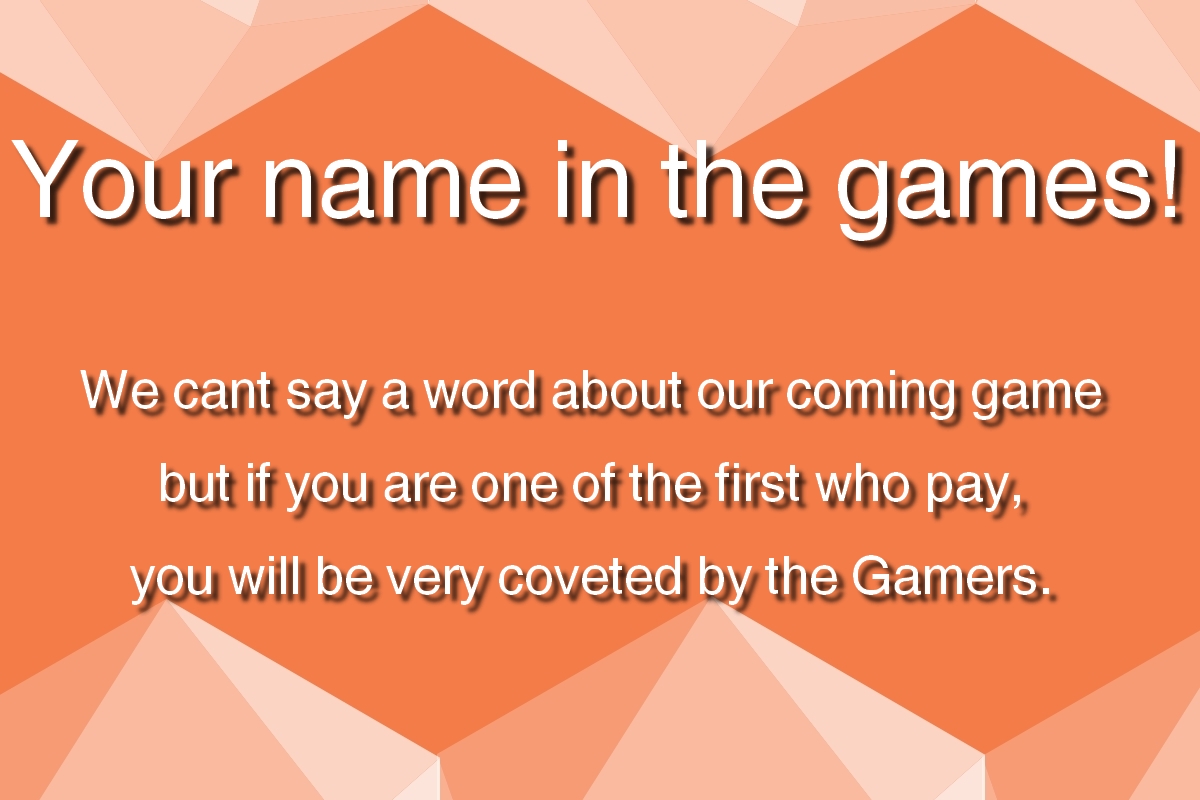 Your name in the games!
We cant say a word about our coming game
but if you are one of the first who pay,
you will be very coveted by the Gamers.